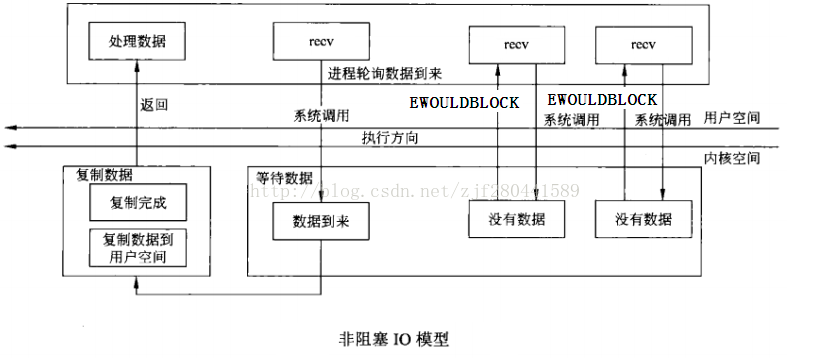 处理数据
recv
recv
recv
进程轮询数据到来
返回
EWOULDBLOCK
EWOULDBLOCK
系统调用
系统调用
系统调用
用户空间
执行方向
内核空间
复制数据
等待数据
http://blog.csdn.net/zjf280441589
复制完成
数据到来
没有数据
没有数据
复制数据到
用户空间
非阻塞 IO 模型